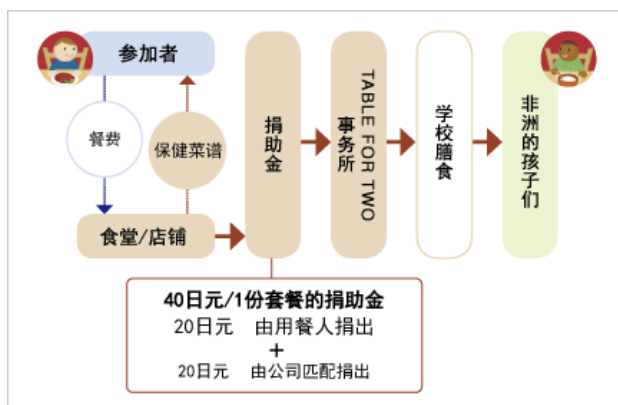 参加者
餐费
保健菜谱
食堂/店铺
捐助金
TABLE FOR TWO
事务所
学校膳食
非洲的孩子们
40日元/1份套餐的捐助金
20日元 由用餐人捐出
+
20日元 由公司匹配捐出